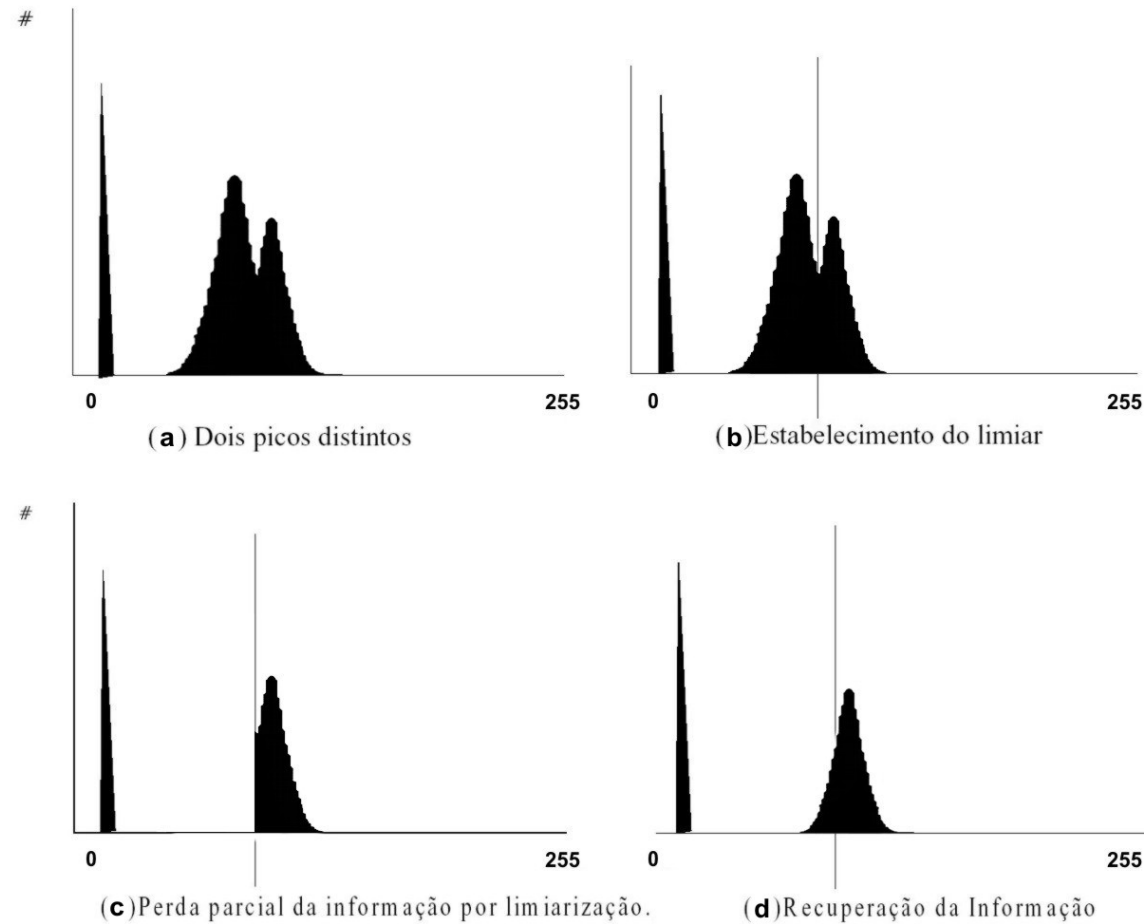 #
0 255
(a) Dois picos distintos
0 255
(b)Estabelecimento do limiar
#
0 255
(c)Perda parcial da informação por limiarização.
0 255
(d)Recuperação da Informação